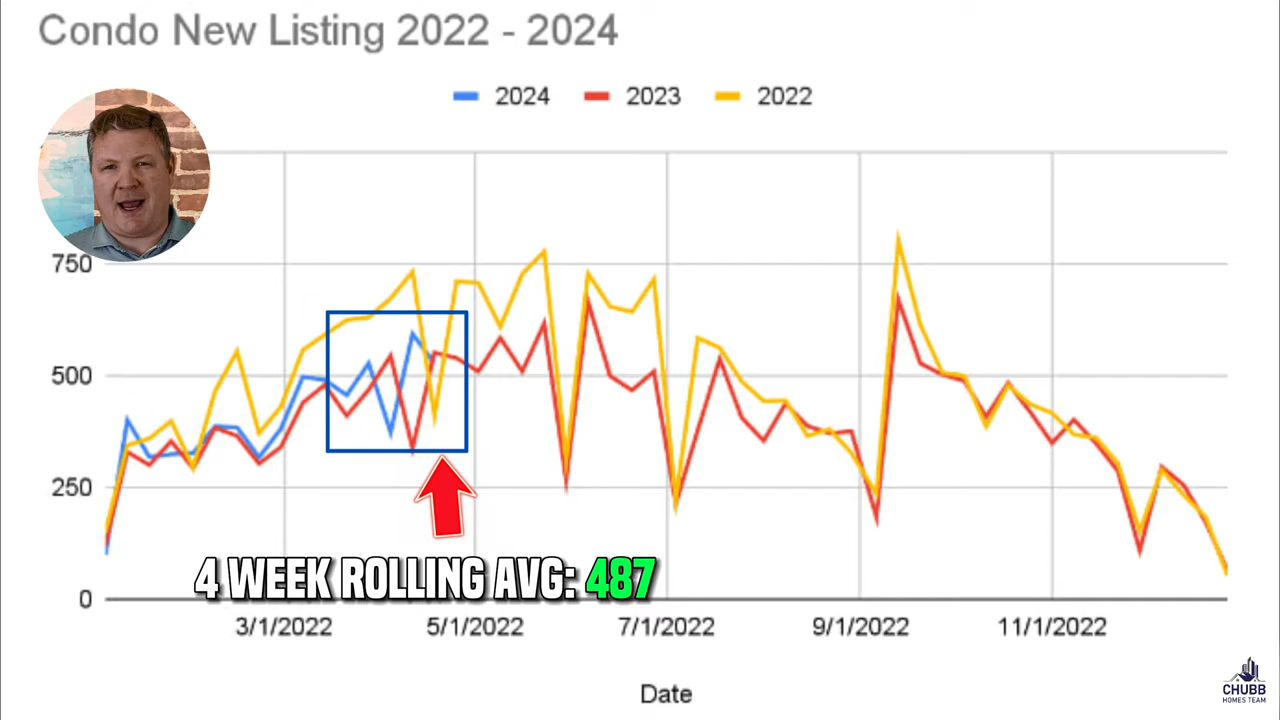 Condo New Listing 2022 - 2024
2024 2023 2022
750
500
250
0
4 WEEK ROLLING AVG: 487
3/1/2022 5/1/2022 7/1/2022 9/1/2022 11/1/2022
Date
CHUBB
HOMES TEAM